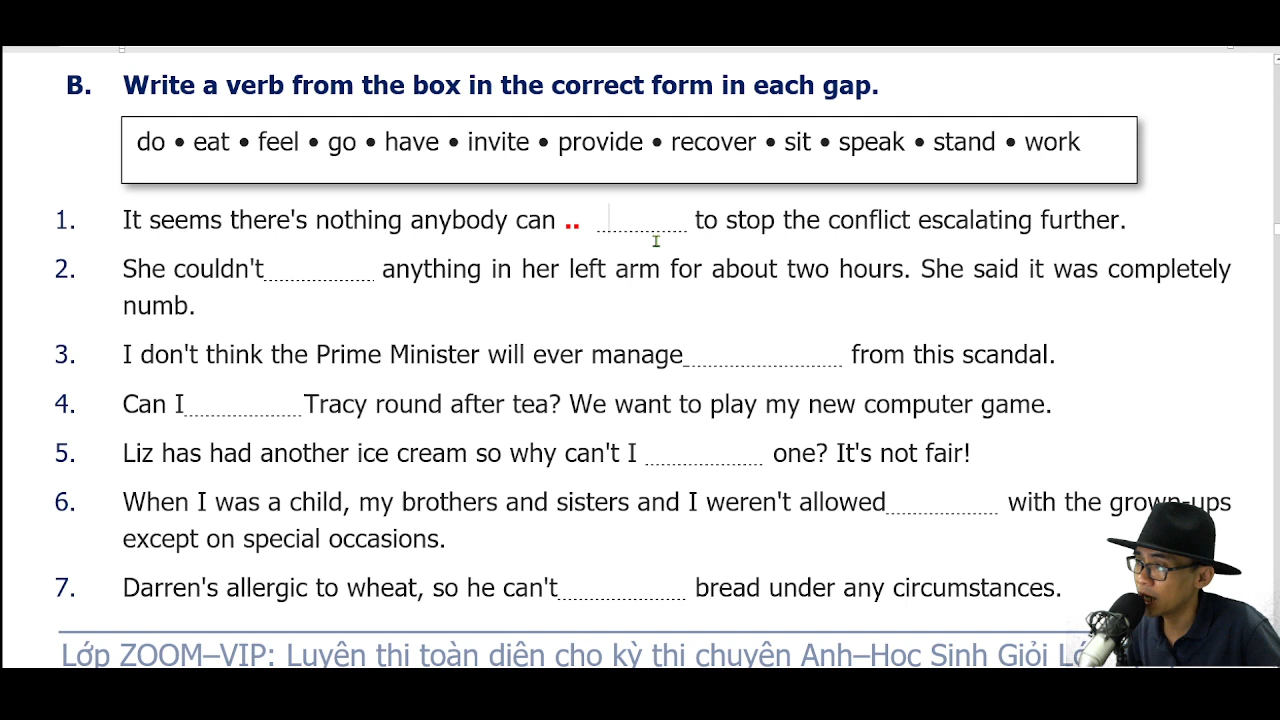 B. Write a verb from the box in the correct form in each gap.
do • eat • feel • go • have • invite • provide • recover • sit • speak • stand • work
1. It seems there's nothing anybody can .. .............. to stop the conflict escalating further.
2. She couldn't.............. anything in her left arm for about two hours. She said it was completely
numb.
3. I don't think the Prime Minister will ever manage.............. from this scandal.
4. Can I..............Tracy round after tea? We want to play my new computer game.
5. Liz has had another ice cream so why can't I .............. one? It's not fair!
6. When I was a child, my brothers and sisters and I weren't allowed.............. with the grown-ups
except on special occasions.
7. Darren's allergic to wheat, so he can't.............. bread under any circumstances.
Lớp ZOOM–VIP: Luyện thi toàn diện cho kỳ thi chuyên Anh–Học Sinh Giỏi